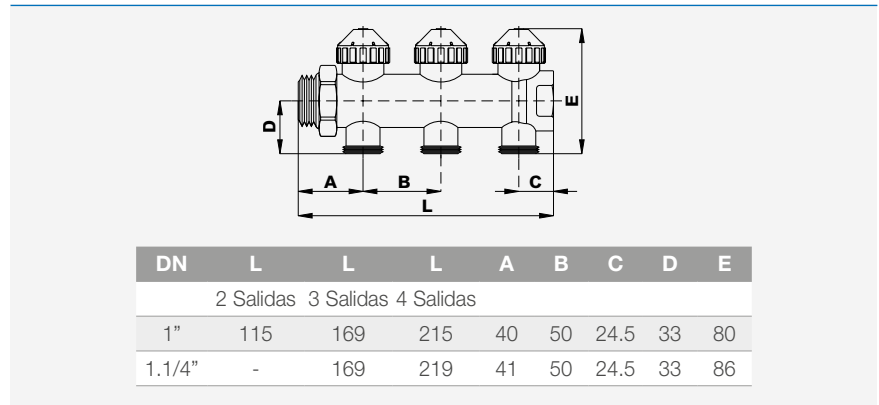 E
D
A B C
L
DN L L L A B C D E
2 Salidas 3 Salidas 4 Salidas
1” 115 169 215 40 50 24.5 33 80
1.1/4” - 169 219 41 50 24.5 33 86